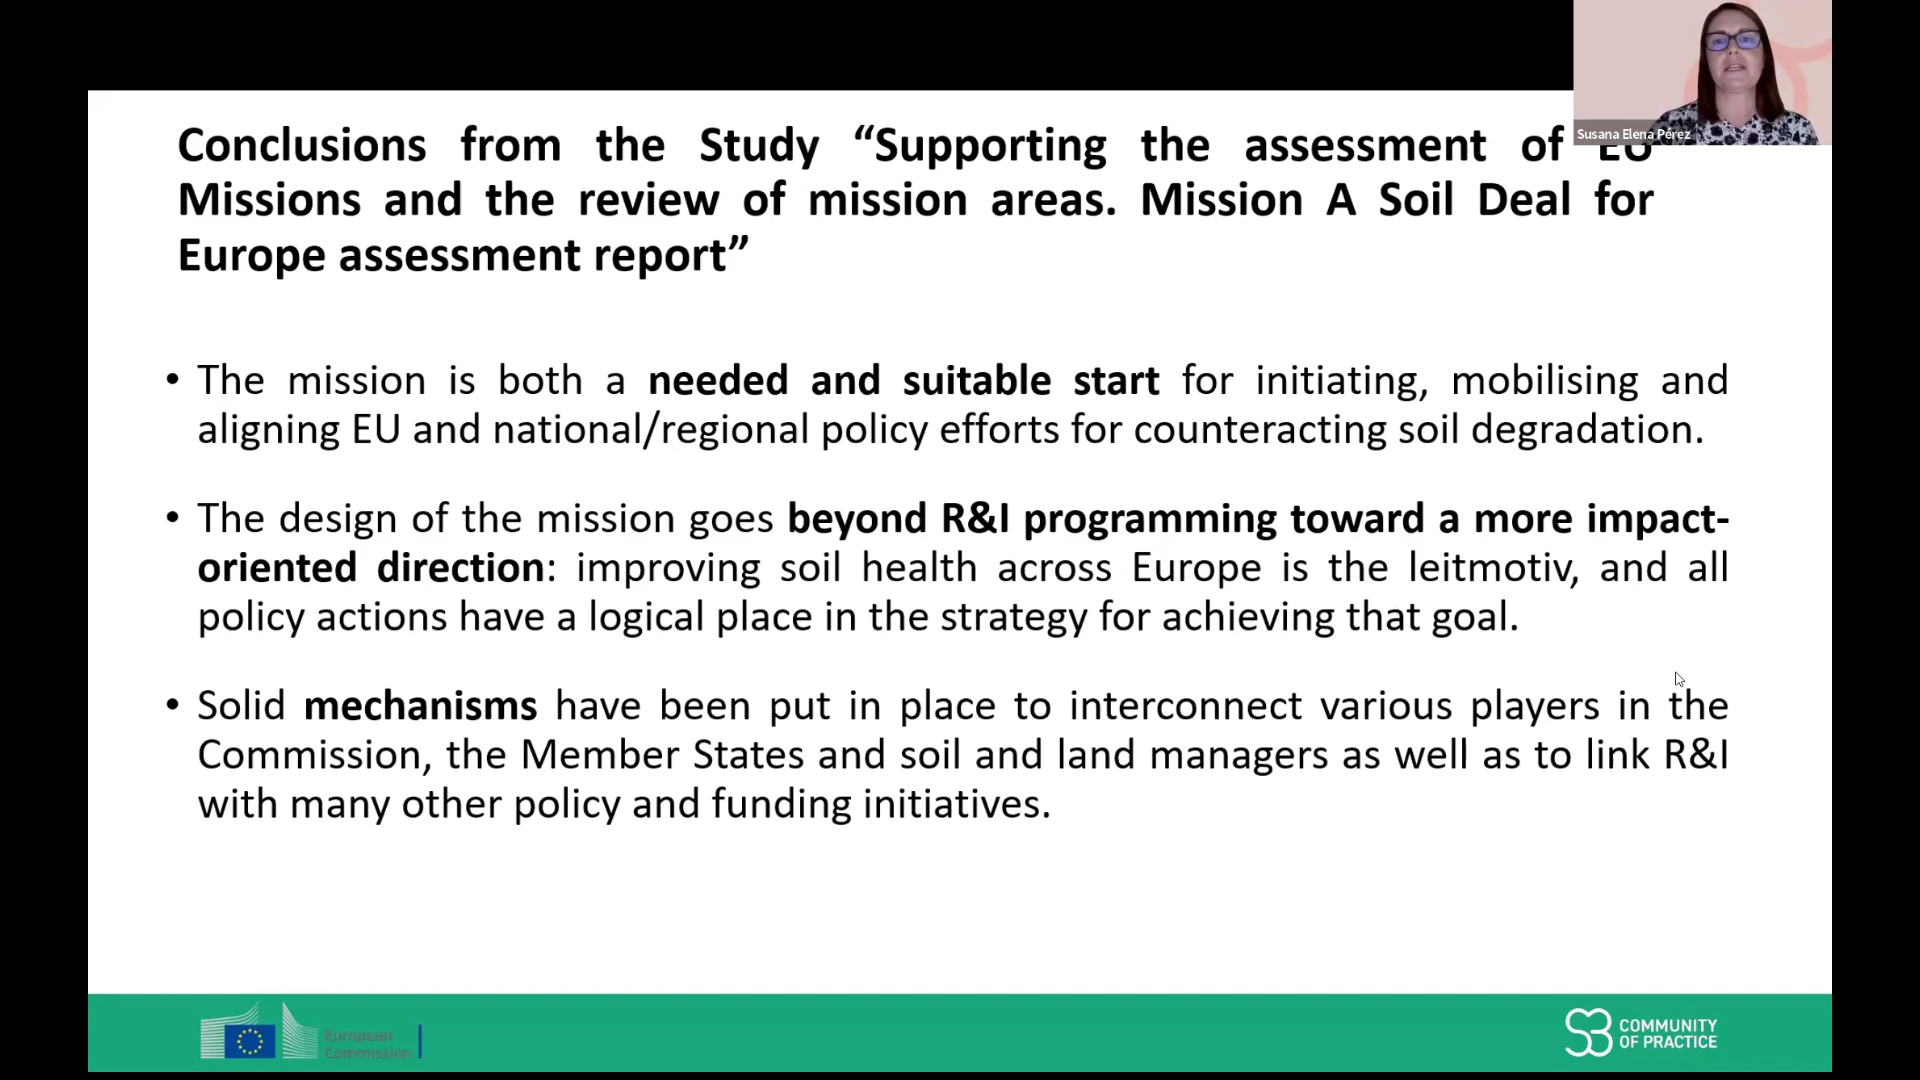 Susana Elena Pérez
Conclusions from the Study “Supporting the assessment of EU
Missions and the review of mission areas. Mission A Soil Deal for
Europe assessment report”
• The mission is both a needed and suitable start for initiating, mobilising and
aligning EU and national/regional policy efforts for counteracting soil degradation.
• The design of the mission goes beyond R&I programming toward a more impact-
oriented direction: improving soil health across Europe is the leitmotiv, and all
policy actions have a logical place in the strategy for achieving that goal.
• Solid mechanisms have been put in place to interconnect various players in the
Commission, the Member States and soil and land managers as well as to link R&I
with many other policy and funding initiatives.
European
Commission
S3 COMMUNITY
OF PRACTICE